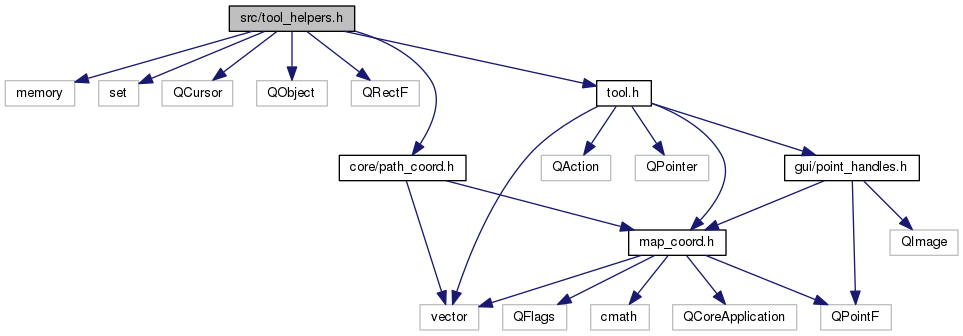 src/tool_helpers.h
memory
set
QCursor
QObject
QRectF
tool.h
core/path_coord.h
QAction
QPointer
gui/point_handles.h
map_coord.h
QImage
vector
QFlags
cmath
QCoreApplication
QPointF